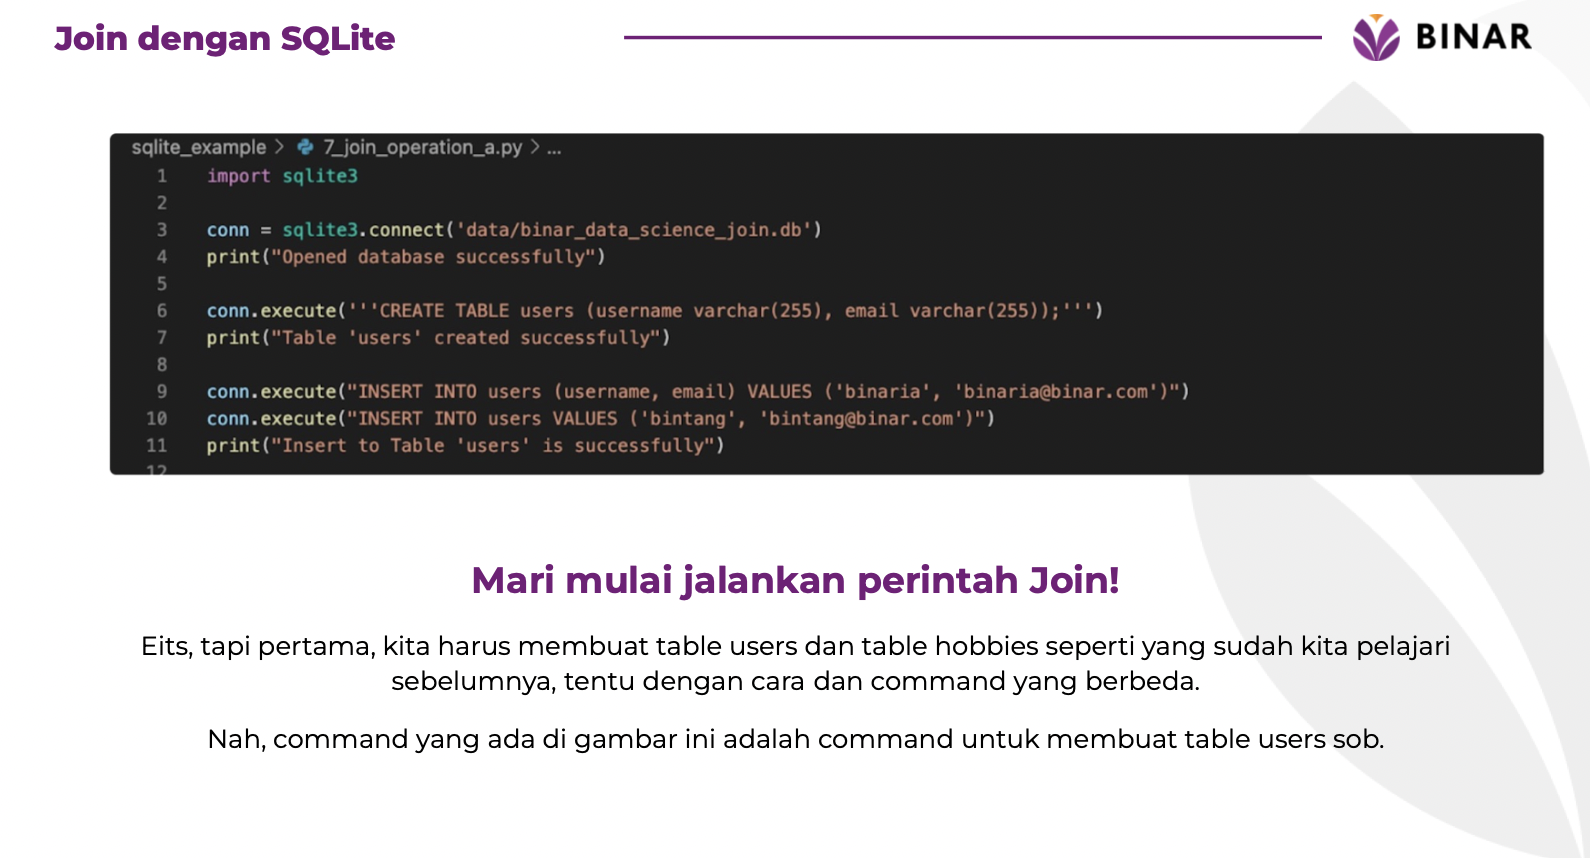 Join dengan SQLite
BINAR
sqlite_example > 7_join_operation_a.py > ...
1 import sqlite3
2
3 conn = sqlite3.connect('data/binar_data_science_join.db')
4 print("Opened database successfully")
5
6 conn.execute('''CREATE TABLE users (username varchar(255), email varchar(255));''')
7 print("Table 'users' created successfully")
8
9 conn.execute("INSERT INTO users (username, email) VALUES ('binaria', 'binaria@binar.com')")
10 conn.execute("INSERT INTO users VALUES ('bintang', 'bintang@binar.com')")
11 print("Insert to Table 'users' is successfully")
12
Mari mulai jalankan perintah Join!
Eits, tapi pertama, kita harus membuat table users dan table hobbies seperti yang sudah kita pelajari
sebelumnya, tentu dengan cara dan command yang berbeda.
Nah, command yang ada di gambar ini adalah command untuk membuat table users sob.